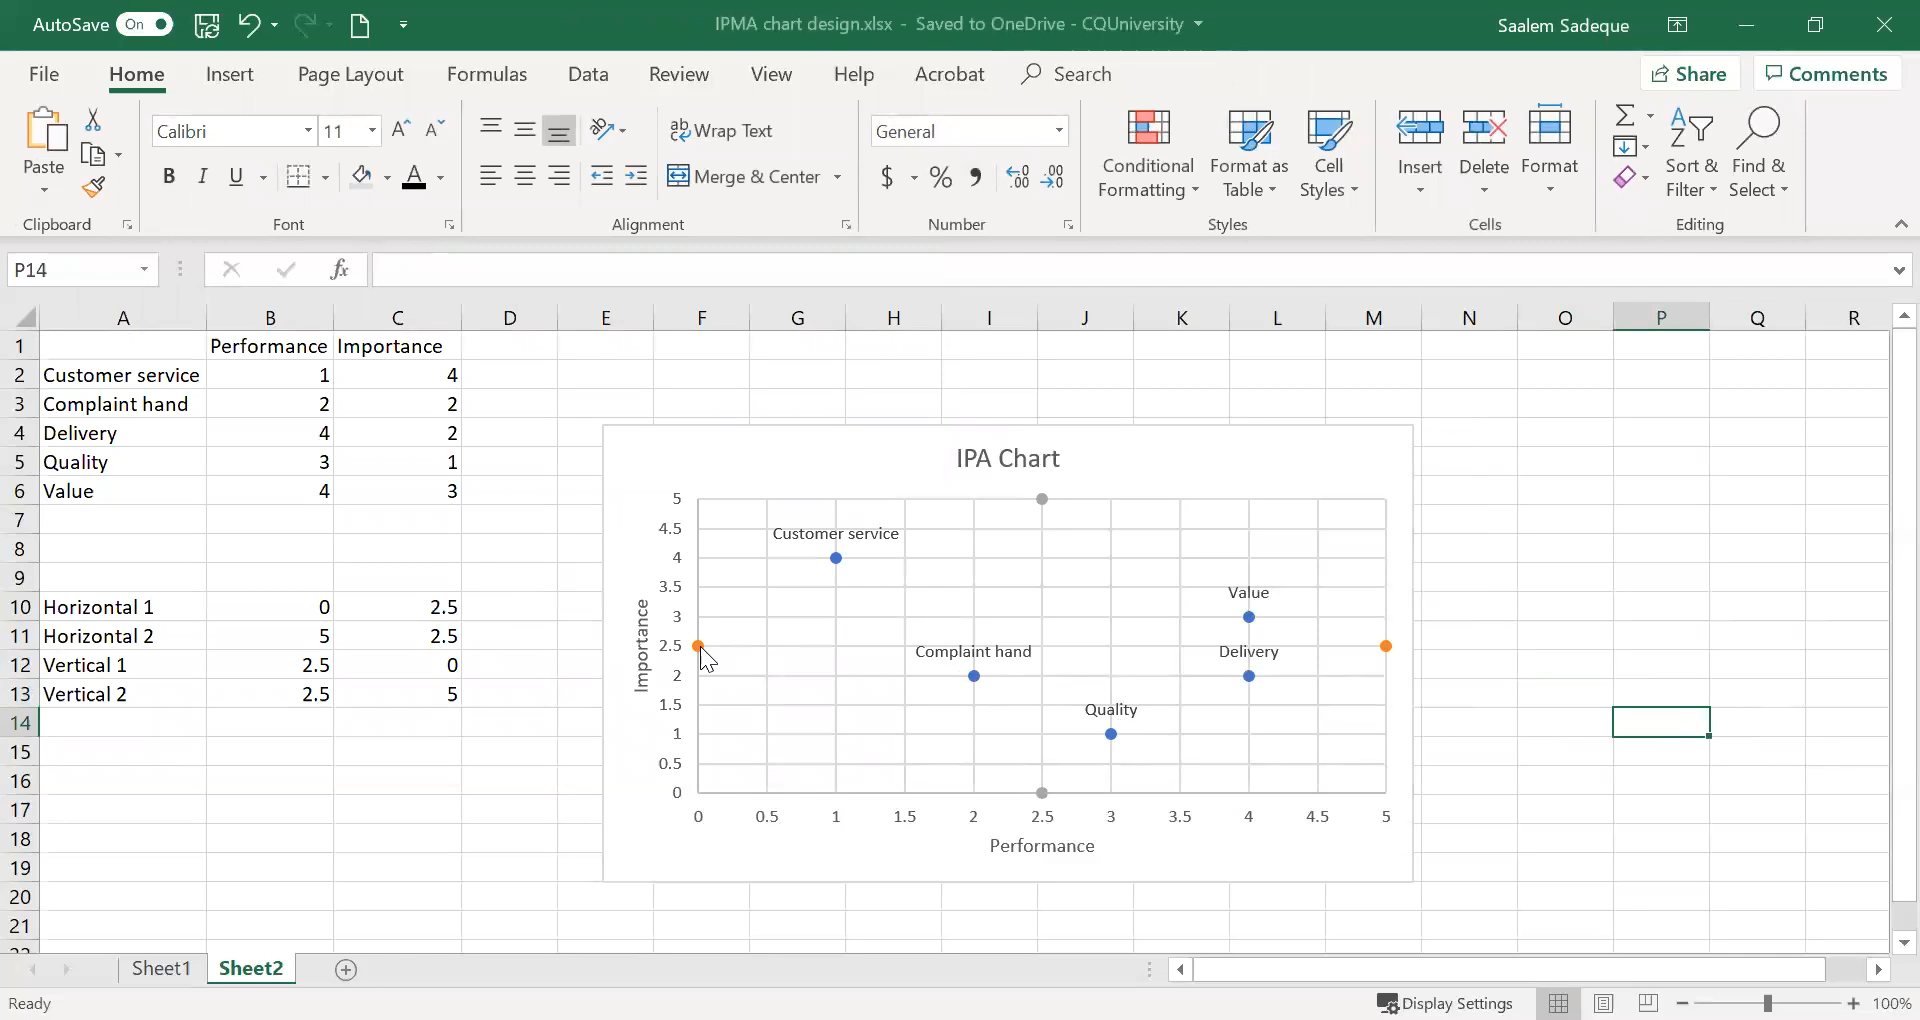 AutoSave On
IPMA chart design.xlsx - Saved to OneDrive - CQUniversity
Saalem Sadeque
File Home Insert Page Layout Formulas Data Review View Help Acrobat Search
Share Comments
Paste
Clipboard
Calibri 11
B I U A
Font
ab Wrap Text
Merge & Center
Alignment
General
$ % , .00 .00
Number
Conditional Formatting
Format as Table
Cell Styles
Styles
Insert Delete Format
Cells
Sort & Filter
Find & Select
Editing
P14 fx
A B C D E F G H I J K L M N O P Q R
1 Performance Importance
2 Customer service 1 4
3 Complaint hand 2 2
4 Delivery 4 2
5 Quality 3 1
6 Value 4 3
7
8
9
10 Horizontal 1 0 2.5
11 Horizontal 2 5 2.5
12 Vertical 1 2.5 0
13 Vertical 2 2.5 5
14
15
16
17
18
19
20
21
22
IPA Chart
5
4.5
4
3.5
3
2.5
2
1.5
1
0.5
0
Importance
Customer service
Value
Complaint hand
Delivery
Quality
0 0.5 1 1.5 2 2.5 3 3.5 4 4.5 5
Performance
Sheet1 Sheet2
Ready
Display Settings
100%